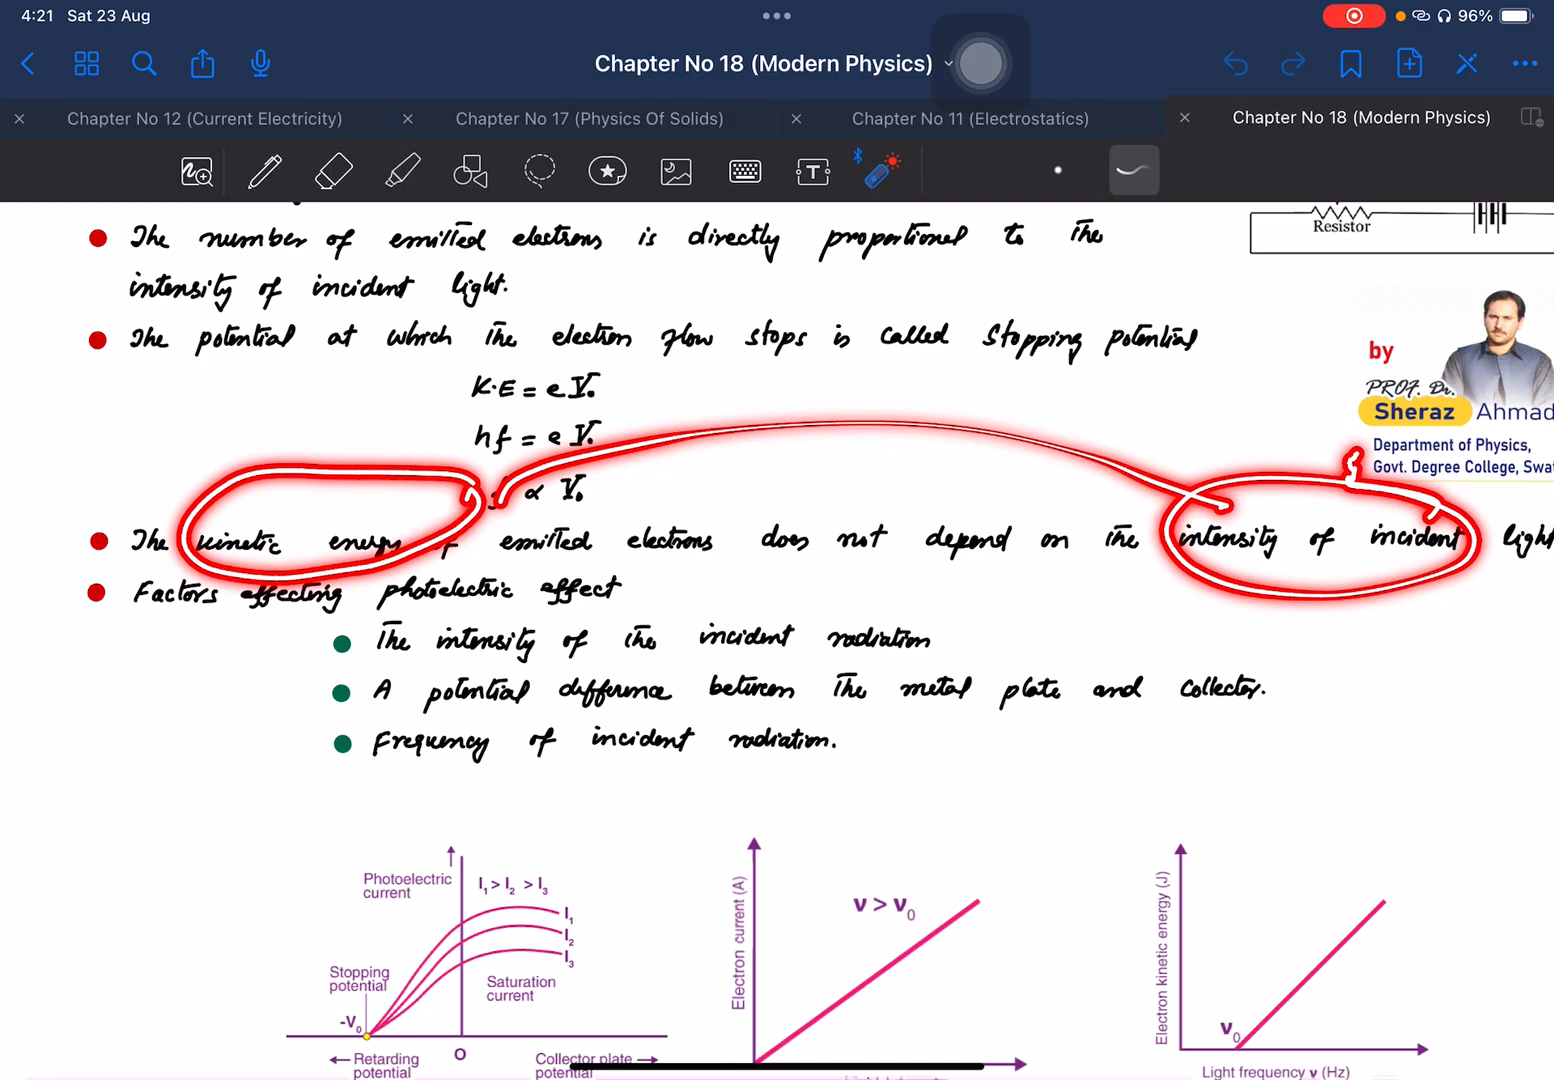 4:21 Sat 23 Aug
96%
Chapter No 18 (Modern Physics)
Chapter No 12 (Current Electricity)
Chapter No 17 (Physics Of Solids)
Chapter No 11 (Electrostatics)
Chapter No 18 (Modern Physics)
The number of emitted electrons is directly proportional to the
intensity of incident light.
Resistor
The potential at which the electron flow stops is called stopping potential
by
PROF. Dr.
Sheraz Ahmad
Department of Physics,
Govt. Degree College, Swat
K.E = e V₀
hf = e V₀
∝ V₀
The kinetic energy of emitted electrons does not depend on the intensity of incident light
Factors effecting photoelectric effect
The intensity of the incident radiation
A potential difference between the metal plate and collector.
Frequency of incident radiation.
Photoelectric
current
I₁ > I₂ > I₃
I₁
I₂
I₃
Stopping
potential
Saturation
current
-V₀
O
Retarding
potential
Collector plate
potential
Electron current (A)
ν > ν₀
Electron kinetic energy (J)
ν₀
Light frequency ν (Hz)